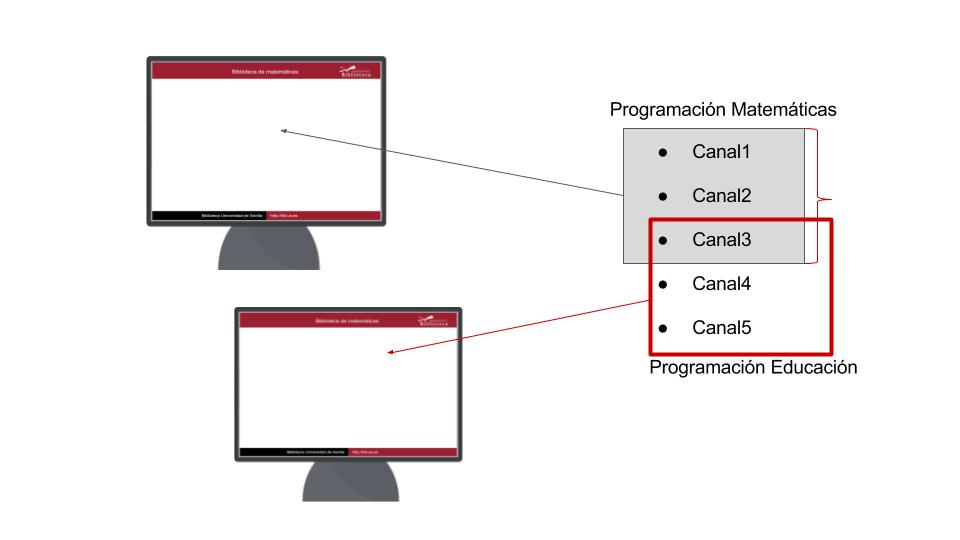 Biblioteca de matemáticas
Biblioteca
Biblioteca Universidad de Sevilla
http://bib.us.es
Programación Matemáticas
● Canal1
● Canal2
● Canal3
● Canal4
● Canal5
Programación Educación
Biblioteca de matemáticas
Biblioteca
Biblioteca Universidad de Sevilla
http://bib.us.es